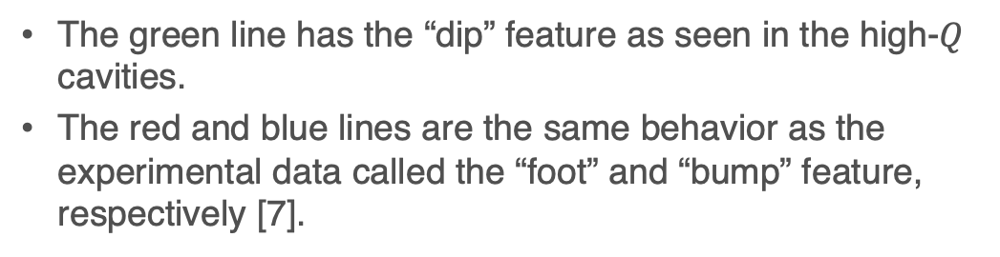 • The green line has the “dip” feature as seen in the high-Q
cavities.
• The red and blue lines are the same behavior as the
experimental data called the “foot” and “bump” feature,
respectively [7].